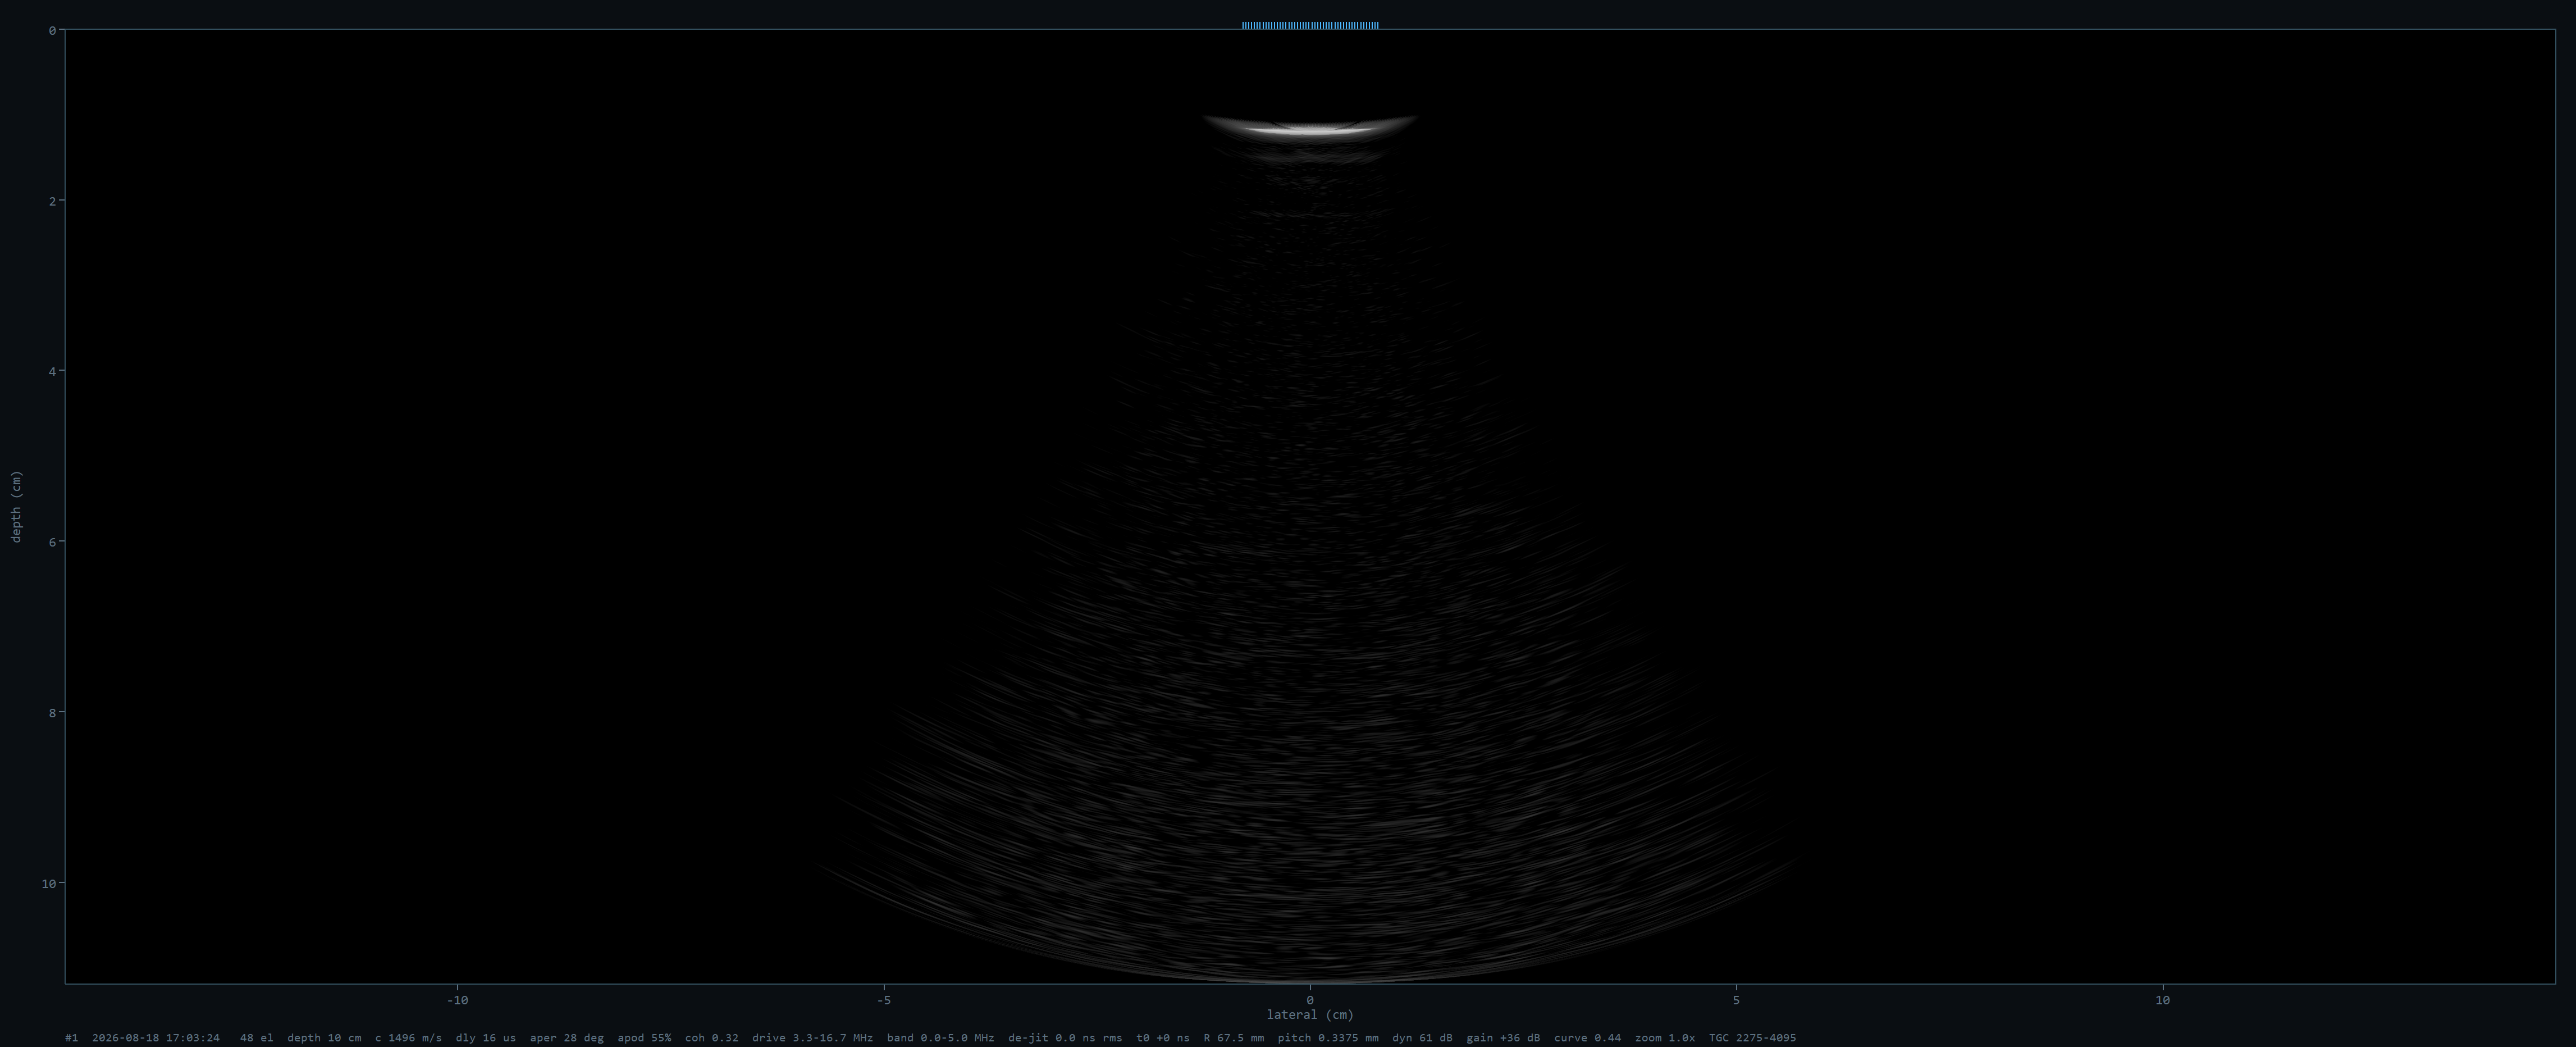 0
2
4
6
8
10
depth (cm)
-10 -5 0 5 10
lateral (cm)
#1 2026-08-18 17:03:24 48 el depth 10 cm c 1496 m/s dly 16 us aper 28 deg apod 55% coh 0.32 drive 3.3-16.7 MHz band 0.0-5.0 MHz de-jit 0.0 ns rms t0 +0 ns R 67.5 mm pitch 0.3375 mm dyn 61 dB gain +36 dB curve 0.44 zoom 1.0x TGC 2275-4095